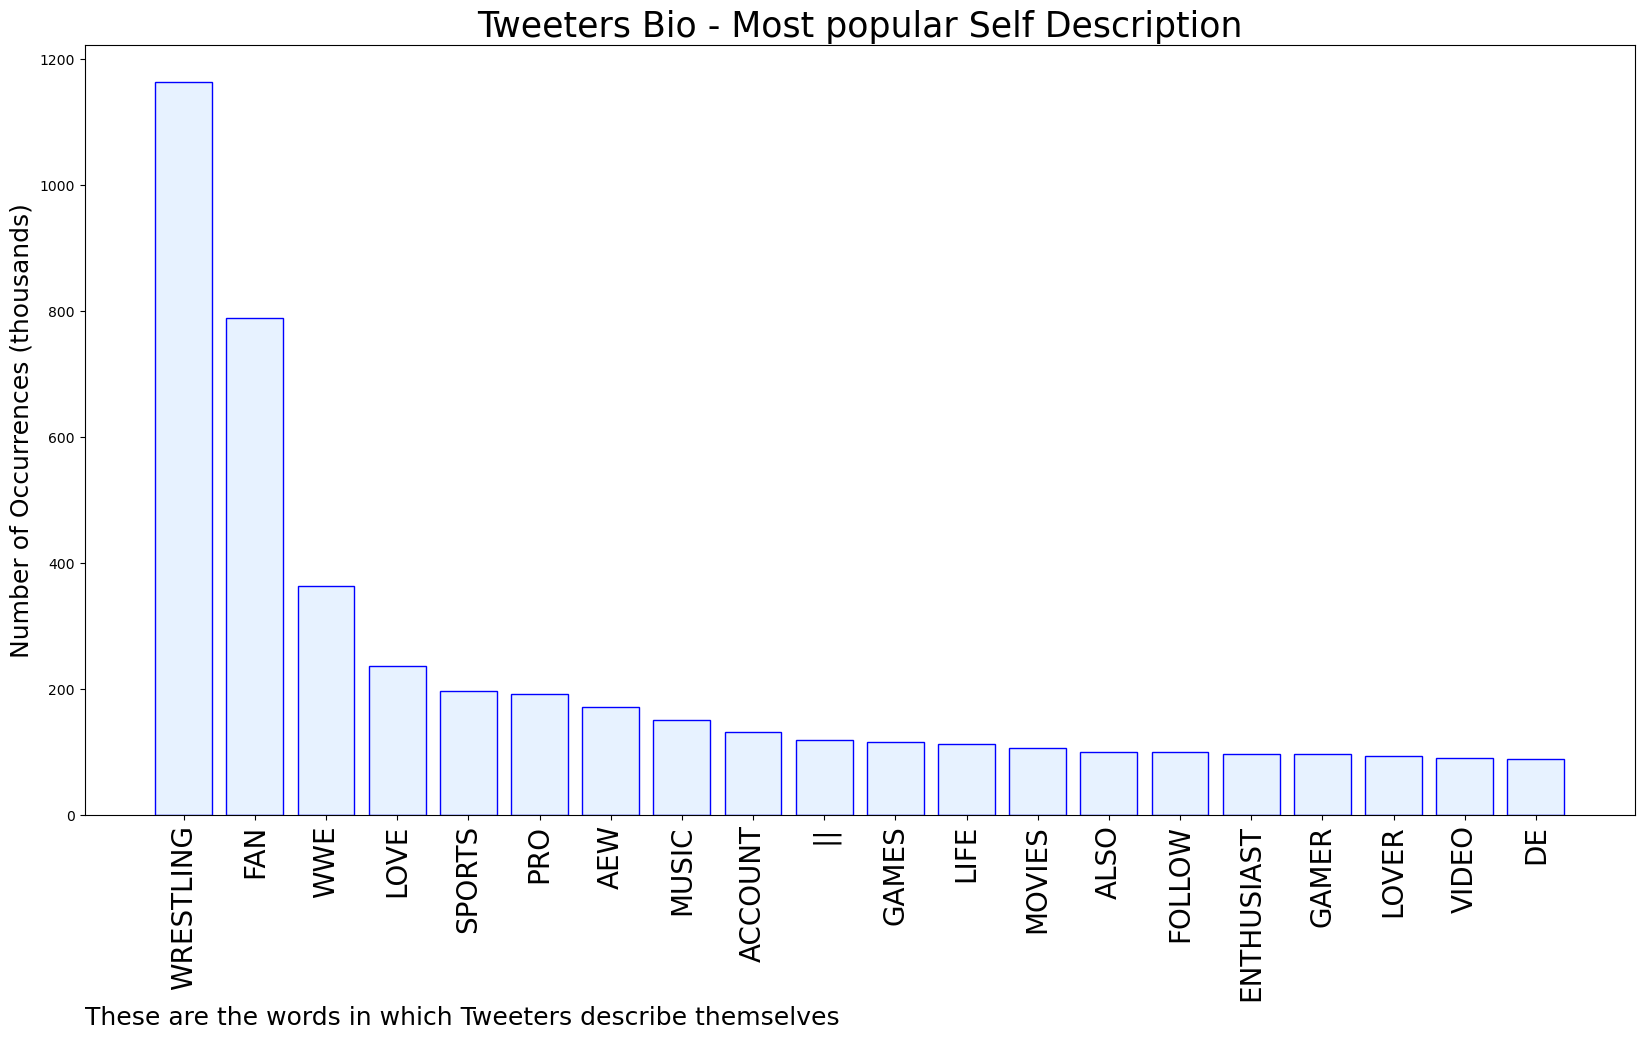 Tweeters Bio - Most popular Self Description
Number of Occurrences (thousands)
1200
1000
800
600
400
200
0
WRESTLING
FAN
WWE
LOVE
SPORTS
PRO
AEW
MUSIC
ACCOUNT
||
GAMES
LIFE
MOVIES
ALSO
FOLLOW
ENTHUSIAST
GAMER
LOVER
VIDEO
DE
These are the words in which Tweeters describe themselves